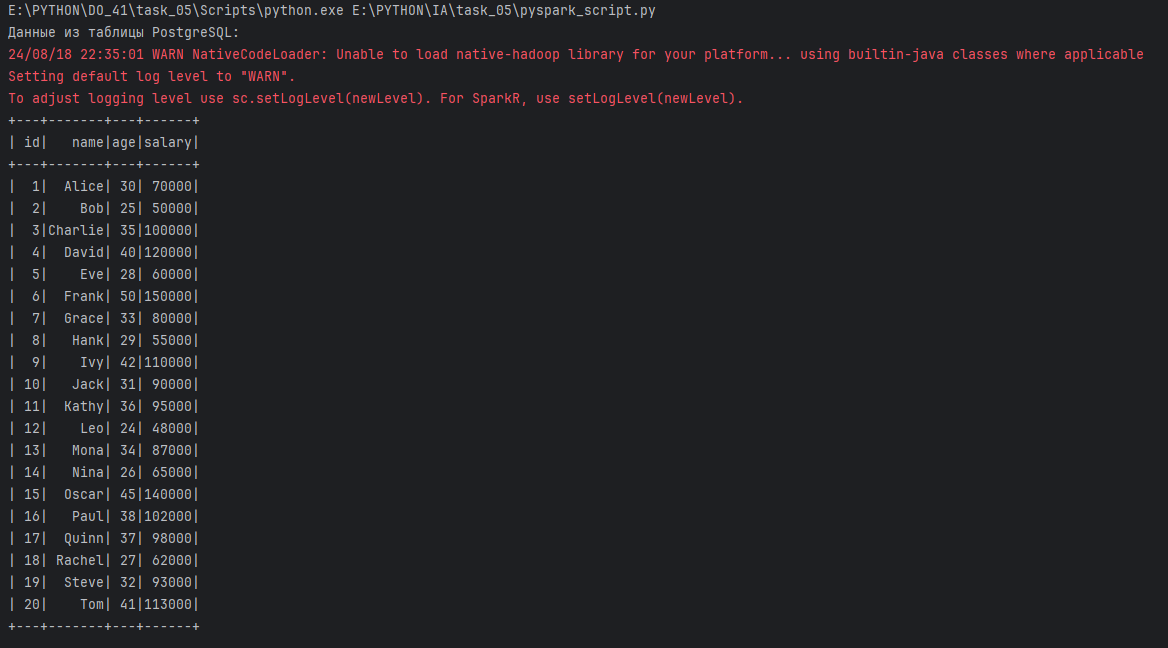 E:\PYTHON\DO_41\task_05\Scripts\python.exe E:\PYTHON\IA\task_05\pyspark_script.py
Данные из таблицы PostgreSQL:
24/08/18 22:35:01 WARN NativeCodeLoader: Unable to load native-hadoop library for your platform... using builtin-java classes where applicable
Setting default log level to "WARN".
To adjust logging level use sc.setLogLevel(newLevel). For SparkR, use setLogLevel(newLevel).
+---+-------+---+------+
| id|   name|age|salary|
+---+-------+---+------+
|  1|  Alice| 30| 70000|
|  2|    Bob| 25| 50000|
|  3|Charlie| 35|100000|
|  4|  David| 40|120000|
|  5|    Eve| 28| 60000|
|  6|  Frank| 50|150000|
|  7|  Grace| 33| 80000|
|  8|   Hank| 29| 55000|
|  9|    Ivy| 42|110000|
| 10|   Jack| 31| 90000|
| 11|  Kathy| 36| 95000|
| 12|    Leo| 24| 48000|
| 13|   Mona| 34| 87000|
| 14|   Nina| 26| 65000|
| 15|  Oscar| 45|140000|
| 16|   Paul| 38|102000|
| 17|  Quinn| 37| 98000|
| 18| Rachel| 27| 62000|
| 19|  Steve| 32| 93000|
| 20|    Tom| 41|113000|
+---+-------+---+------+